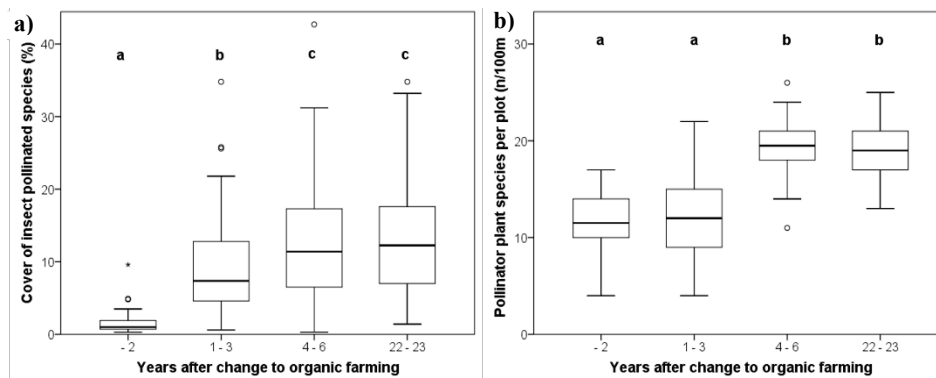 a)
Cover of insect pollinated species (%)
40
30
20
10
0
a
b
c
c
- 2
1 - 3
4 - 6
22 - 23
Years after change to organic farming
b)
Pollinator plant species per plot (n/100m
30
20
10
0
a
a
b
b
- 2
1 - 3
4 - 6
22 - 23
Years after change to organic farming